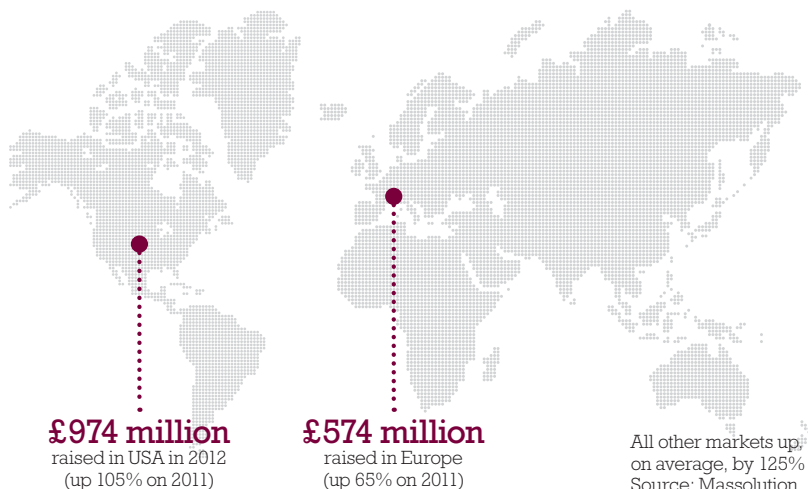 £974 million
raised in USA in 2012
(up 105% on 2011)
£574 million
raised in Europe
(up 65% on 2011)
All other markets up,
on average, by 125%
Source: Massolution